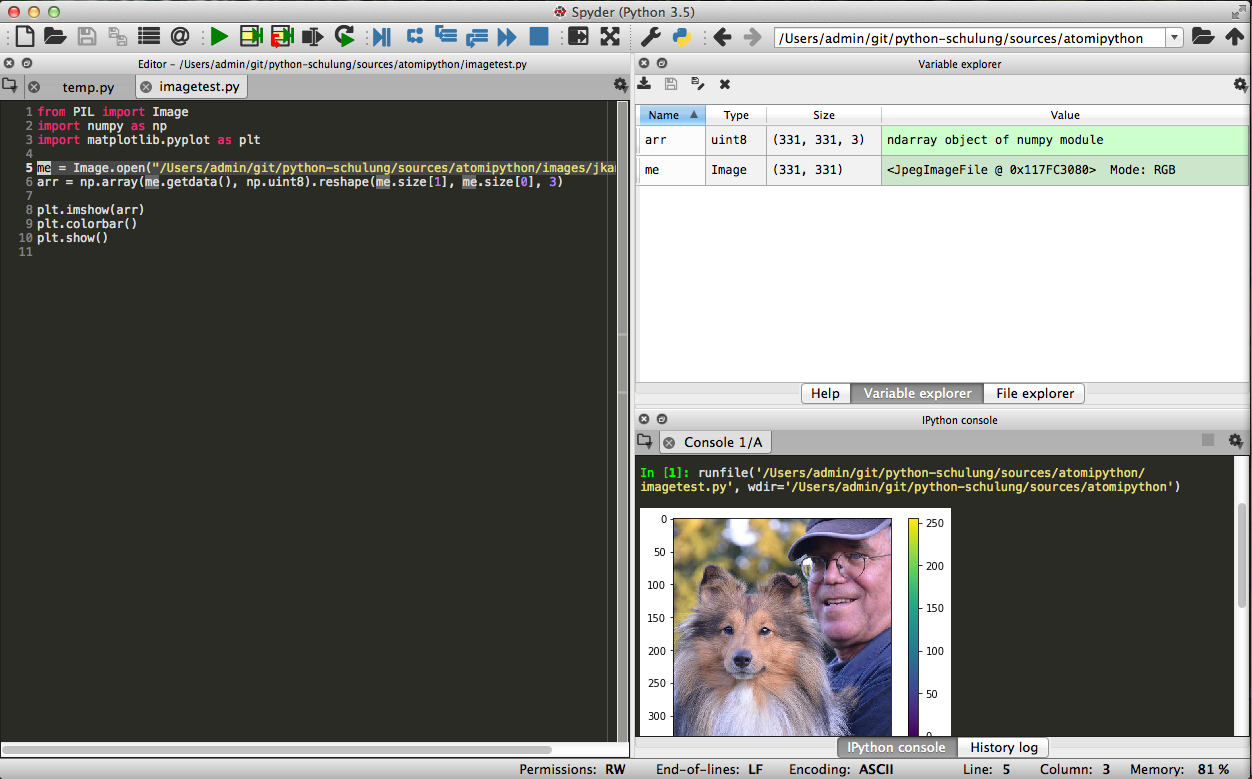 Spyder (Python 3.5)
/Users/admin/git/python-schulung/sources/atomipython
Editor - /Users/admin/git/python-schulung/sources/atomipython/imagetest.py
temp.py
imagetest.py
1 from PIL import Image
2 import numpy as np
3 import matplotlib.pyplot as plt
4
5 me = Image.open("/Users/admin/git/python-schulung/sources/atomipython/images/jka
6 arr = np.array(me.getdata(), np.uint8).reshape(me.size[1], me.size[0], 3)
7
8 plt.imshow(arr)
9 plt.colorbar()
10 plt.show()
11
Variable explorer
Name Type Size Value
arr uint8 (331, 331, 3) ndarray object of numpy module
me Image (331, 331) <JpegImageFile @ 0x117FC3080> Mode: RGB
Help Variable explorer File explorer
IPython console
Console 1/A
In [1]: runfile('/Users/admin/git/python-schulung/sources/atomipython/
imagetest.py', wdir='/Users/admin/git/python-schulung/sources/atomipython')
0
50
100
150
200
250
300
250
200
150
100
50
0
IPython console History log
Permissions: RW End-of-lines: LF Encoding: ASCII Line: 5 Column: 3 Memory: 81 %